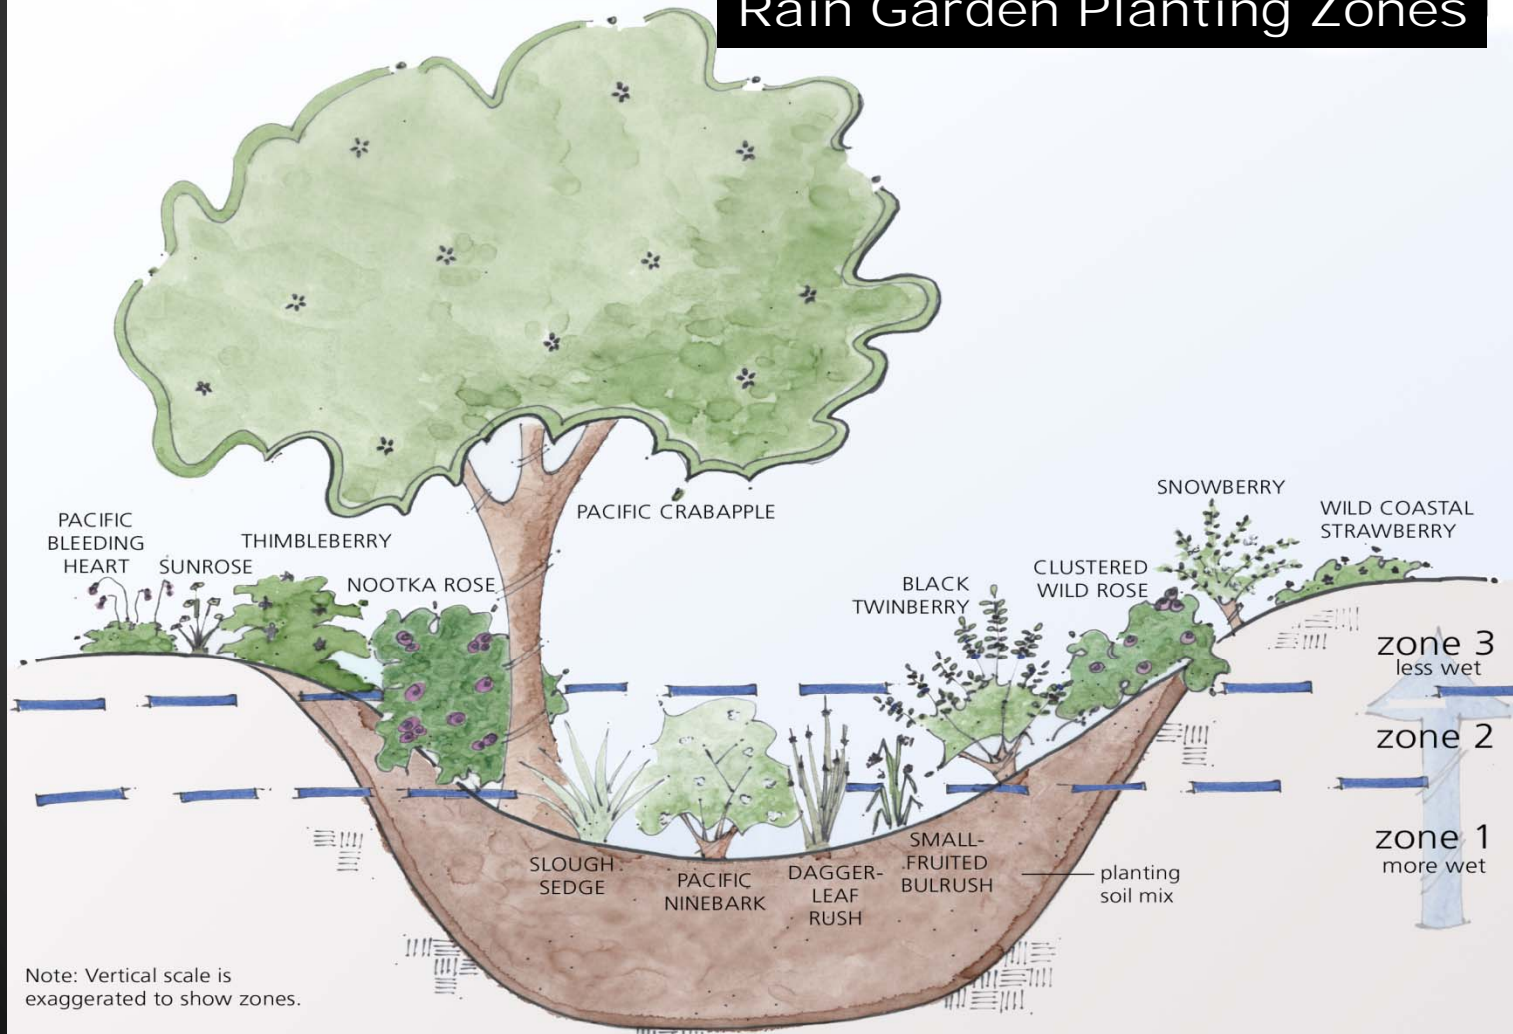 Rain Garden Planting Zones
PACIFIC
BLEEDING
HEART
SUNROSE
THIMBLEBERRY
NOOTKA ROSE
PACIFIC CRABAPPLE
BLACK
TWINBERRY
CLUSTERED
WILD ROSE
SNOWBERRY
WILD COASTAL
STRAWBERRY
zone 3
less wet
zone 2
zone 1
more wet
SLOUGH
SEDGE
PACIFIC
NINEBARK
DAGGER-
LEAF
RUSH
SMALL-
FRUITED
BULRUSH
planting
soil mix
Note: Vertical scale is
exaggerated to show zones.